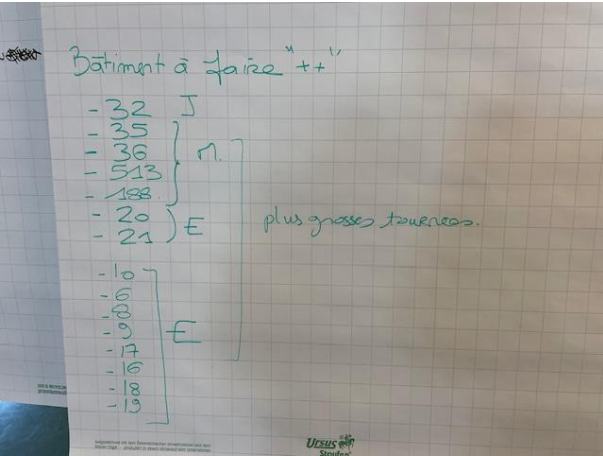 Bâtiment à faire "++"
- 32 J
- 35
- 36 M.
- 513
- 188.
- 20
- 21 E
plus grosses tournees.
- 10
- 6
- 8
- 9 E
- 17
- 16
- 18
- 19
Ursus